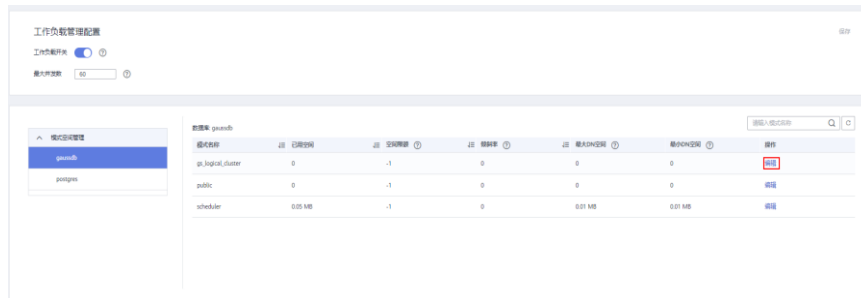 工作负载管理配置
保存
工作负载开关
最大并发数 60
模式空间管理
gaussdb
postgres
数据库: gaussdb
请输入模式名称
模式名称 已用空间 空间限额 倾斜率 最大DN空间 最小DN空间 操作
gs_logical_cluster 0 -1 0 0 0 编辑
public 0 -1 0 0 0 编辑
scheduler 0.05 MB -1 0 0.01 MB 0.01 MB 编辑